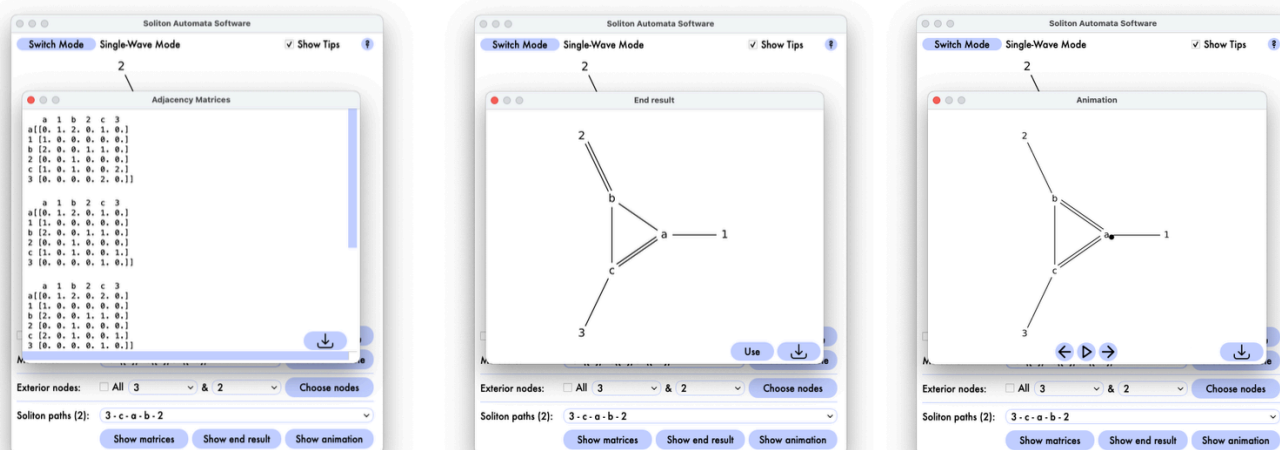 Soliton Automata Software
Switch Mode Single-Wave Mode ✓ Show Tips
2
Adjacency Matrices
a 1 b 2 c 3
a[[0. 1. 2. 0. 1. 0.]
1 [1. 0. 0. 0. 0. 0.]
b [2. 0. 0. 1. 1. 0.]
2 [0. 0. 1. 0. 0. 0.]
c [1. 0. 1. 0. 0. 2.]
3 [0. 0. 0. 0. 2. 0.]]
a 1 b 2 c 3
a[[0. 1. 2. 0. 1. 0.]
1 [1. 0. 0. 0. 0. 0.]
b [2. 0. 0. 1. 1. 0.]
2 [0. 0. 1. 0. 0. 0.]
c [1. 0. 1. 0. 0. 1.]
3 [0. 0. 0. 0. 1. 0.]]
a 1 b 2 c 3
a[[0. 1. 2. 0. 2. 0.]
1 [1. 0. 0. 0. 0. 0.]
b [2. 0. 0. 1. 1. 0.]
2 [0. 0. 1. 0. 0. 0.]
c [2. 0. 1. 0. 0. 1.]
3 [0. 0. 0. 0. 1. 0.]]
Exterior nodes: All 3 & 2 Choose nodes
Soliton paths (2): 3 - c - a - b - 2
Show matrices Show end result Show animation
Soliton Automata Software
Switch Mode Single-Wave Mode ✓ Show Tips
2
End result
2
b
a 1
c
3
Use
Exterior nodes: All 3 & 2 Choose nodes
Soliton paths (2): 3 - c - a - b - 2
Show matrices Show end result Show animation
Soliton Automata Software
Switch Mode Single-Wave Mode ✓ Show Tips
2
Animation
2
b
a 1
c
3
Exterior nodes: All 3 & 2 Choose nodes
Soliton paths (2): 3 - c - a - b - 2
Show matrices Show end result Show animation